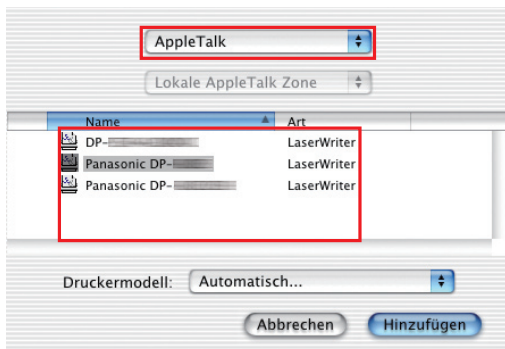 AppleTalk
Lokale AppleTalk Zone
Name Art
DP- LaserWriter
Panasonic DP- LaserWriter
Panasonic DP- LaserWriter
Druckermodell: Automatisch...
Abbrechen Hinzufügen